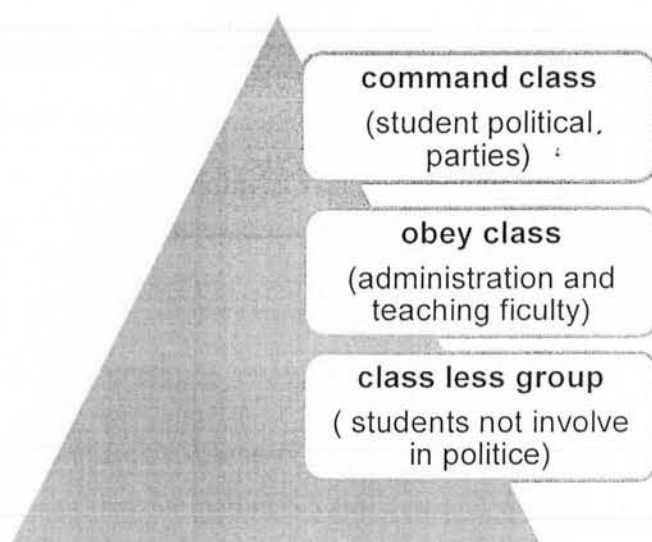 command class
(student political.
parties)
obey class
(administration and
teaching ficulty)
class less group
( students not involve
in politice)